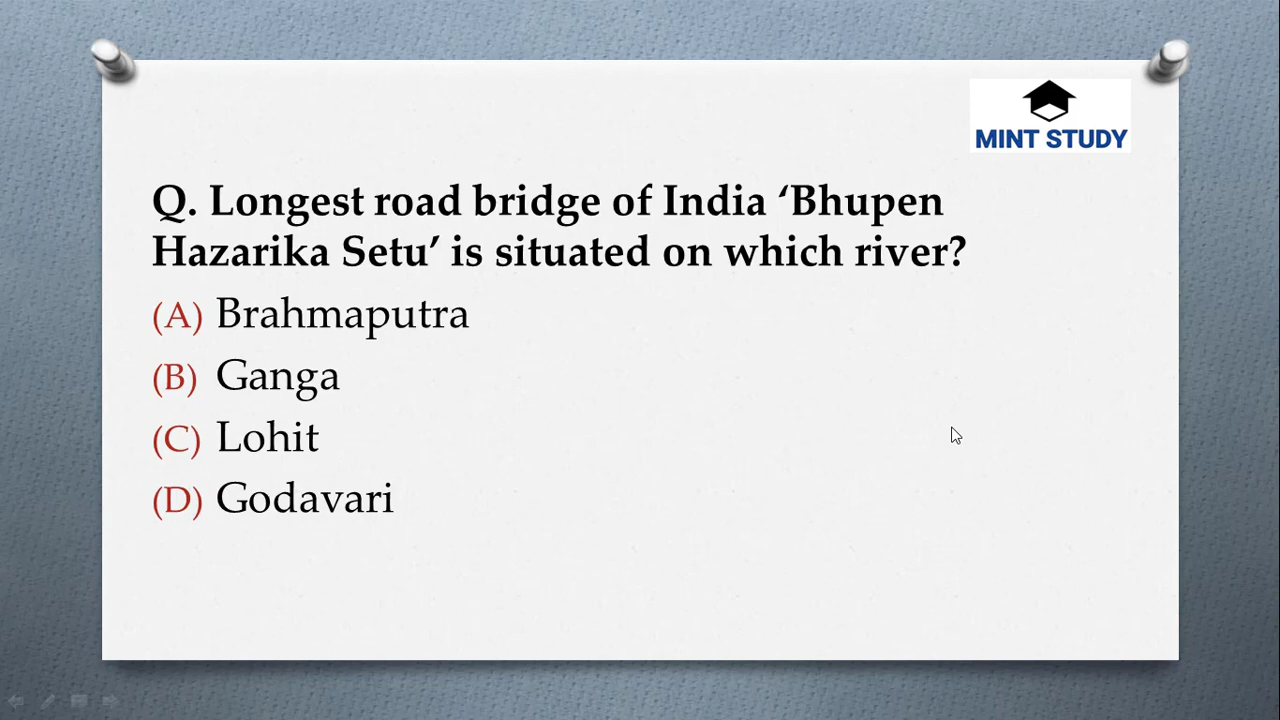 MINT STUDY
Q. Longest road bridge of India ‘Bhupen
Hazarika Setu’ is situated on which river?
(A) Brahmaputra
(B) Ganga
(C) Lohit
(D) Godavari